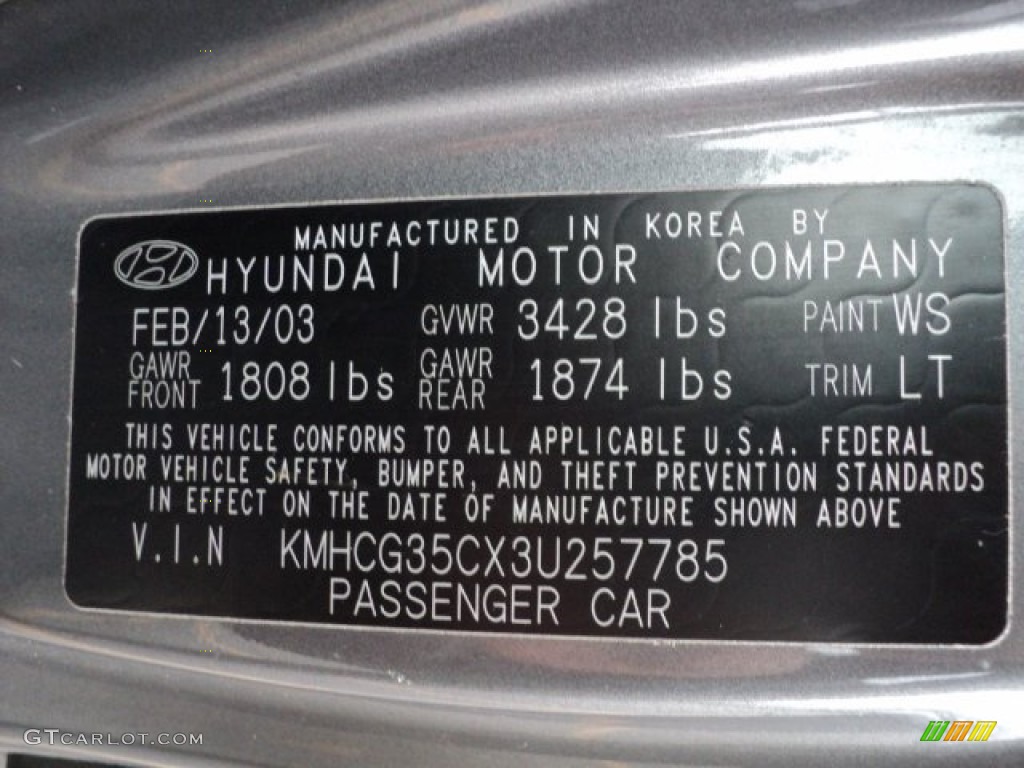 MANUFACTURED IN KOREA BY
HYUNDAI MOTOR COMPANY
FEB/13/03 GVWR 3428 lbs PAINT WS
GAWR FRONT 1808 lbs GAWR REAR 1874 lbs TRIM LT
THIS VEHICLE CONFORMS TO ALL APPLICABLE U.S.A. FEDERAL
MOTOR VEHICLE SAFETY, BUMPER, AND THEFT PREVENTION STANDARDS
IN EFFECT ON THE DATE OF MANUFACTURE SHOWN ABOVE
V.I.N KMHCG35CX3U257785
PASSENGER CAR
GTCARLOT.COM